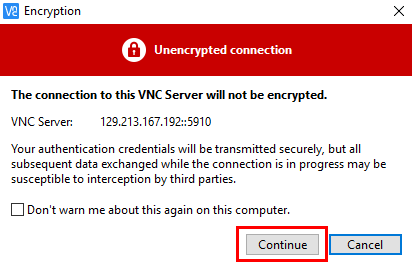 VC Encryption
Unencrypted connection
The connection to this VNC Server will not be encrypted.
VNC Server: 129.213.167.192::5910
Your authentication credentials will be transmitted securely, but all
subsequent data exchanged while the connection is in progress may be
susceptible to interception by third parties.
Don't warn me about this again on this computer.
Continue Cancel